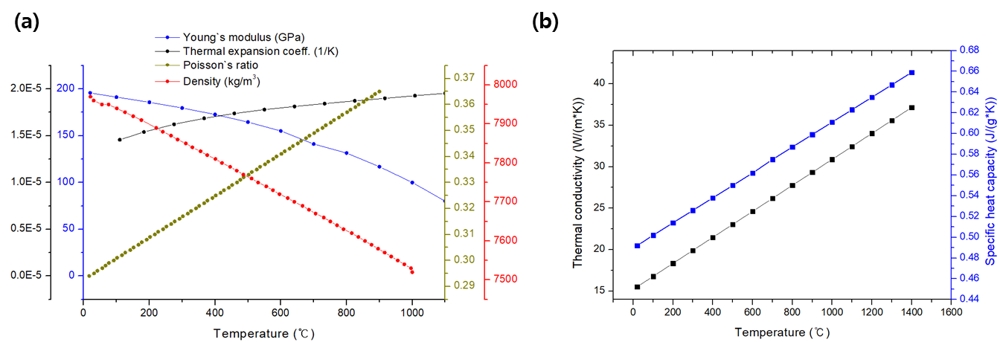 (a)
Young`s modulus (GPa)
Thermal expansion coeff. (1/K)
Poisson`s ratio
Density (kg/m³)
2.0E-5
1.5E-5
1.0E-5
5.0E-6
0.0E-5
200
150
100
50
0
0.37
0.36
0.35
0.34
0.33
0.32
0.31
0.30
0.29
8000
7900
7800
7700
7600
7500
0 200 400 600 800 1000
Temperature (℃)
(b)
Thermal conductivity (W/(m*K))
40
35
30
25
20
15
0.68
0.66
0.64
0.62
0.60
0.58
0.56
0.54
0.52
0.50
0.48
0.46
0.44
Specific heat capacity (J/(g*K))
0 200 400 600 800 1000 1200 1400 1600
Temperature (℃)